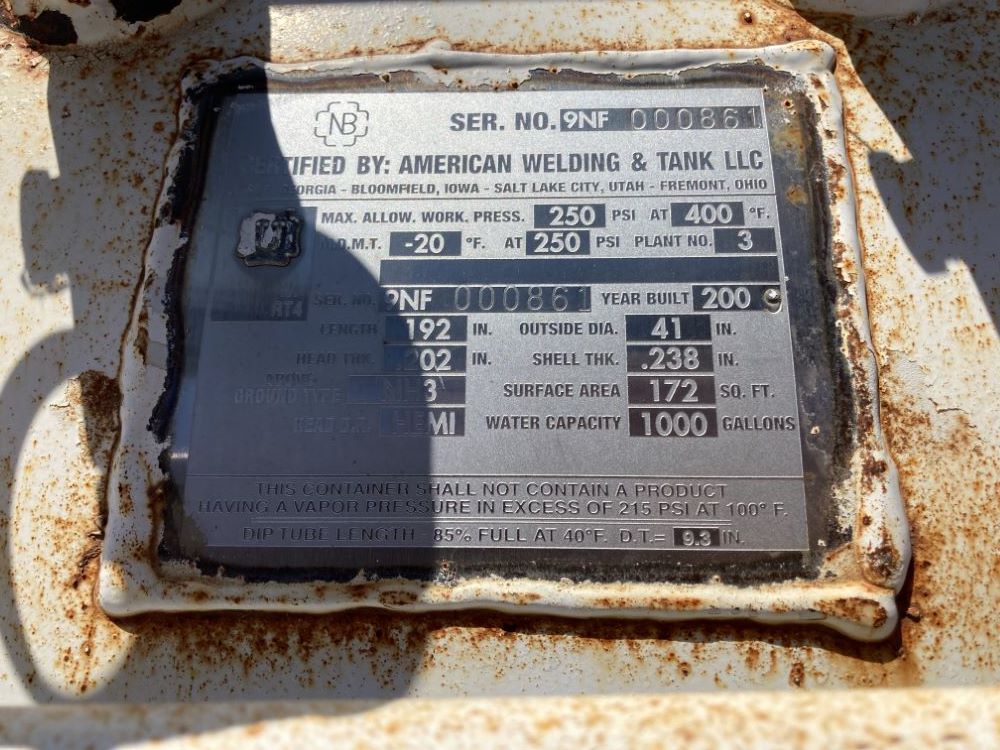 NB SER. NO. 9NF 000861
CERTIFIED BY: AMERICAN WELDING & TANK LLC
GEORGIA - BLOOMFIELD, IOWA - SALT LAKE CITY, UTAH - FREMONT, OHIO
U MAX. ALLOW. WORK. PRESS. 250 PSI AT 400 °F.
M.D.M.T. -20 °F. AT 250 PSI PLANT NO. 3
RT4 SER. NO. 9NF 000861 YEAR BUILT 200
LENGTH 192 IN. OUTSIDE DIA. 41 IN.
HEAD THK. .202 IN. SHELL THK. .238 IN.
ABOVE GROUND TYPE 3 SURFACE AREA 172 SQ. FT.
HEAD HEMI WATER CAPACITY 1000 GALLONS
THIS CONTAINER SHALL NOT CONTAIN A PRODUCT
HAVING A VAPOR PRESSURE IN EXCESS OF 215 PSI AT 100° F.
DIP TUBE LENGTH - 85% FULL AT 40°F. D.T.= 9.3 IN.